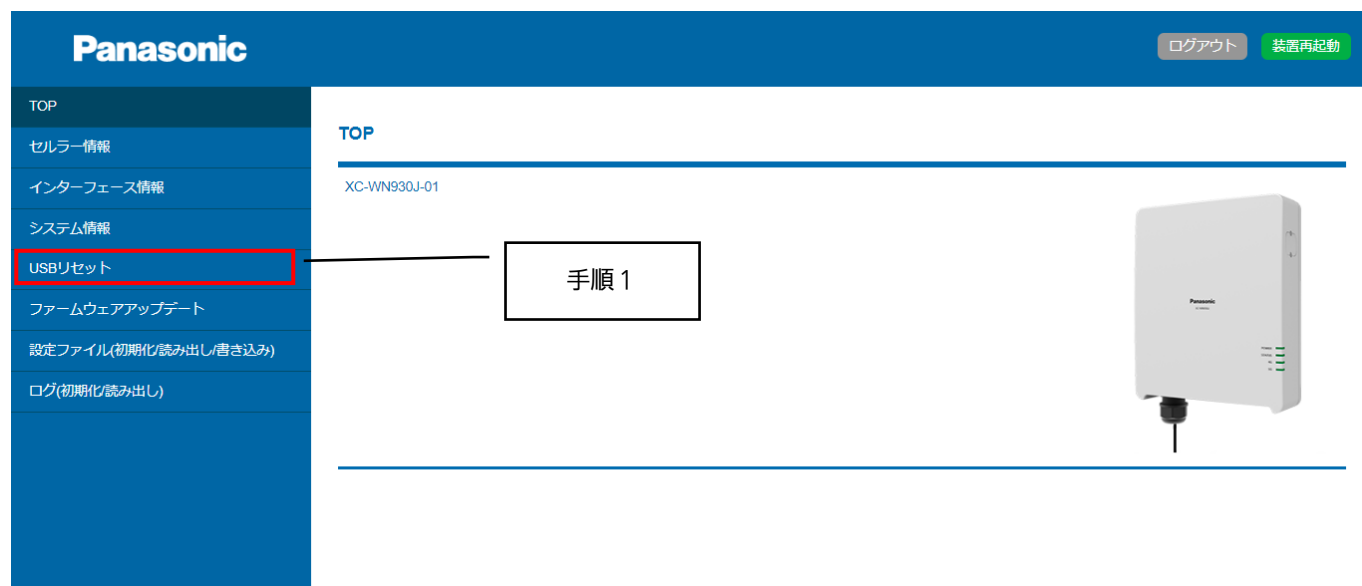 Panasonic
ログアウト
装置再起動
TOP
セルラー情報
インターフェース情報
システム情報
USBリセット
ファームウェアアップデート
設定ファイル(初期化/読み出し/書き込み)
ログ(初期化/読み出し)
TOP
XC-WN930J-01
手順1
Panasonic